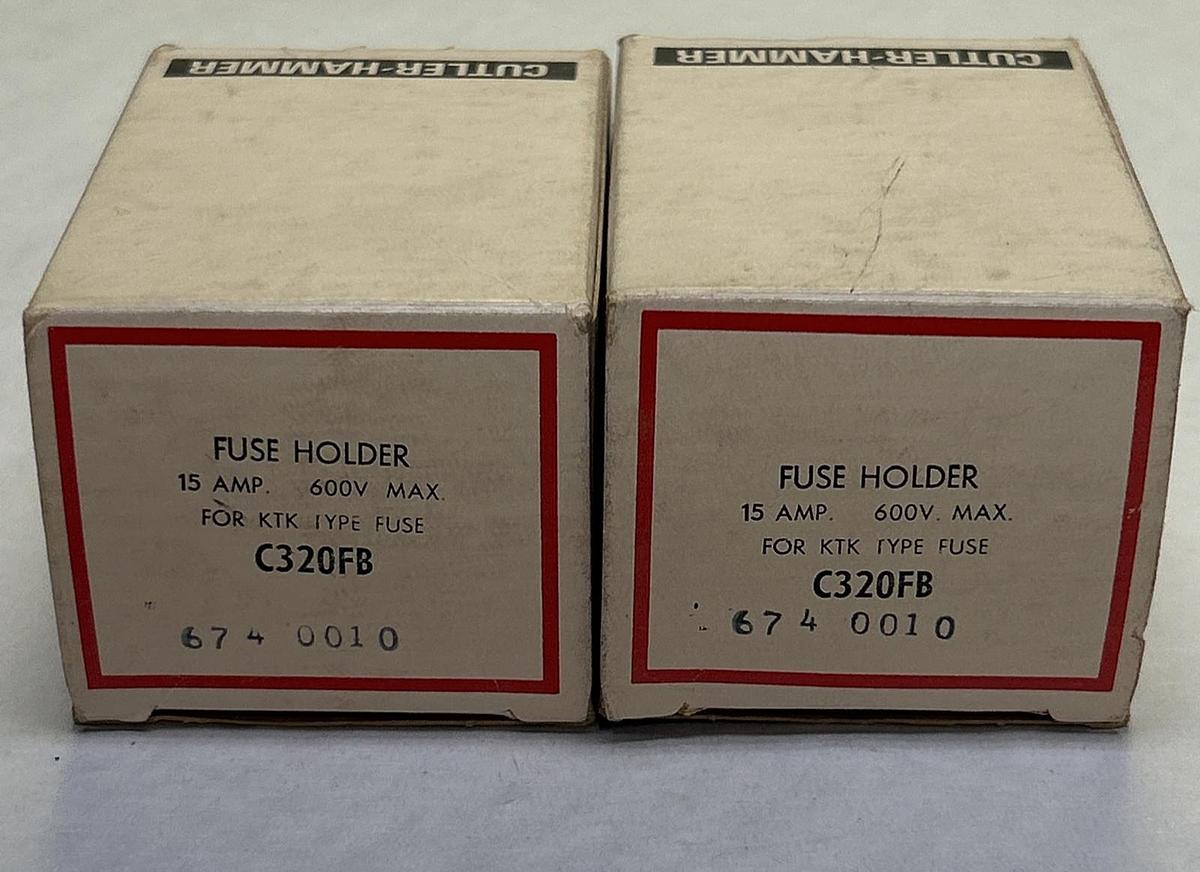 CUTLER-HAMMER
FUSE HOLDER
15 AMP. 600V MAX.
FOR KTK TYPE FUSE
C320FB
674 0010
CUTLER-HAMMER
FUSE HOLDER
15 AMP. 600V. MAX.
FOR KTK TYPE FUSE
C320FB
674 0010